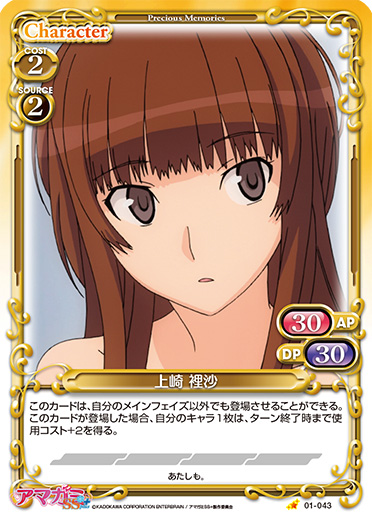 Precious Memories
Character
COST
2
SOURCE
2
30 AP
DP 30
上崎 裡沙
このカードは、自分のメインフェイズ以外でも登場させることができる。
このカードが登場した場合、自分のキャラ1枚は、ターン終了時まで使
用コスト+2を得る。
あたしも。
アマガミSS+
©KADOKAWA CORPORATION ENTERBRAIN / アマガミSS+製作委員会
01-043